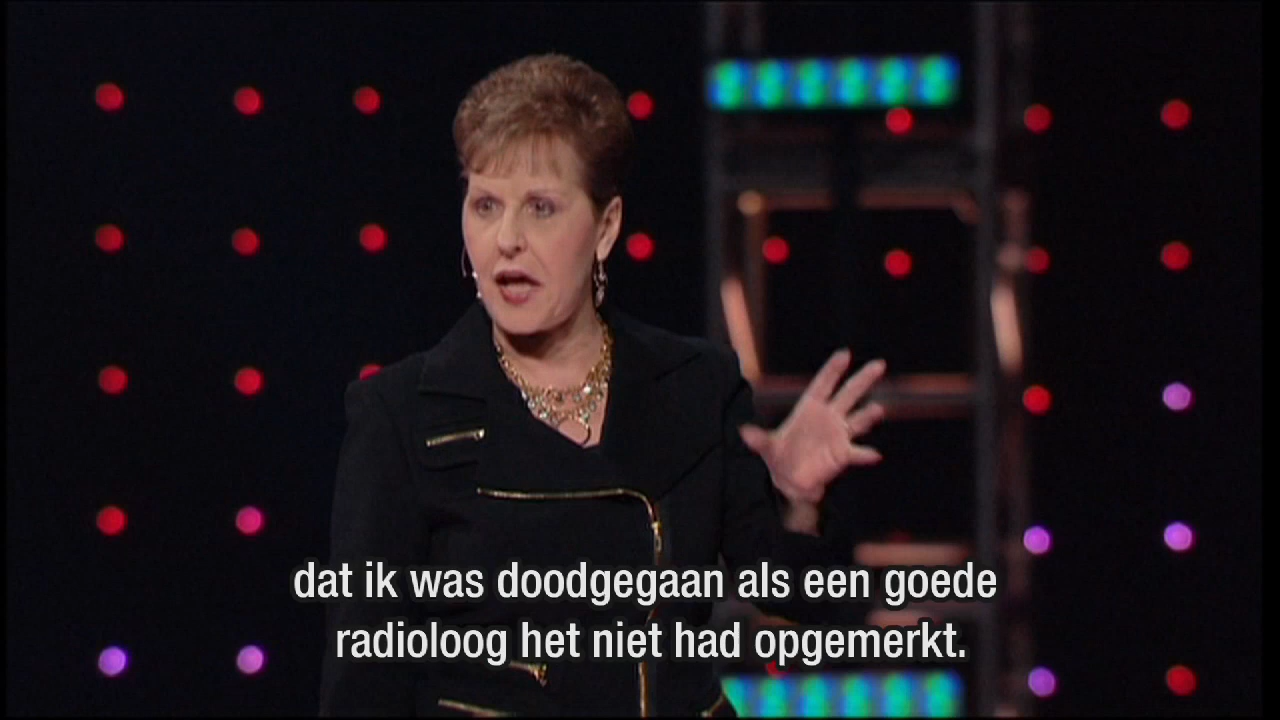 dat ik was doodgegaan als een goede
radioloog het niet had opgemerkt.